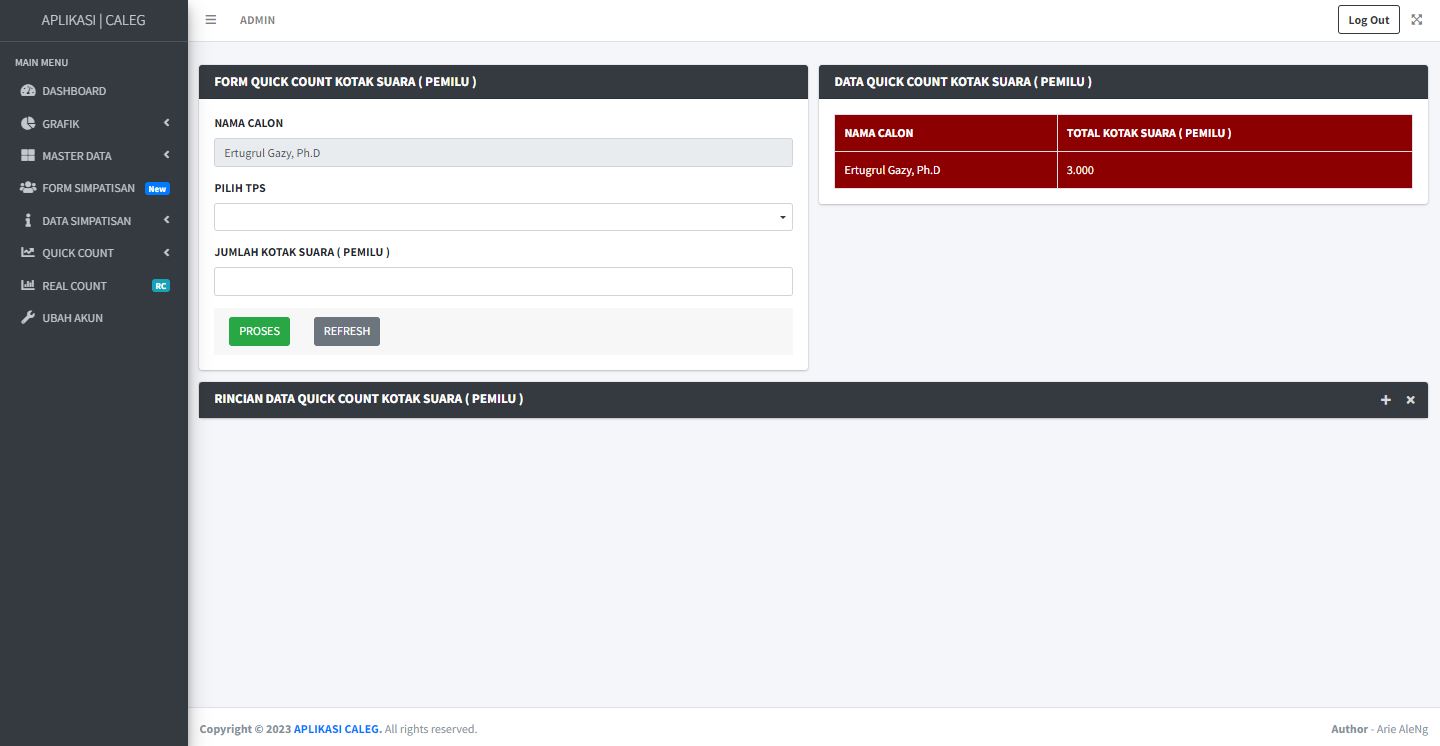 APLIKASI | CALEG
ADMIN
Log Out
MAIN MENU
DASHBOARD
GRAFIK
MASTER DATA
FORM SIMPATISAN New
DATA SIMPATISAN
QUICK COUNT
REAL COUNT RC
UBAH AKUN
FORM QUICK COUNT KOTAK SUARA ( PEMILU )
NAMA CALON
Ertugrul Gazy, Ph.D
PILIH TPS
JUMLAH KOTAK SUARA ( PEMILU )
PROSES REFRESH
DATA QUICK COUNT KOTAK SUARA ( PEMILU )
NAMA CALON TOTAL KOTAK SUARA ( PEMILU )
Ertugrul Gazy, Ph.D 3.000
RINCIAN DATA QUICK COUNT KOTAK SUARA ( PEMILU )
Copyright © 2023 APLIKASI CALEG. All rights reserved.
Author - Arie AleNg